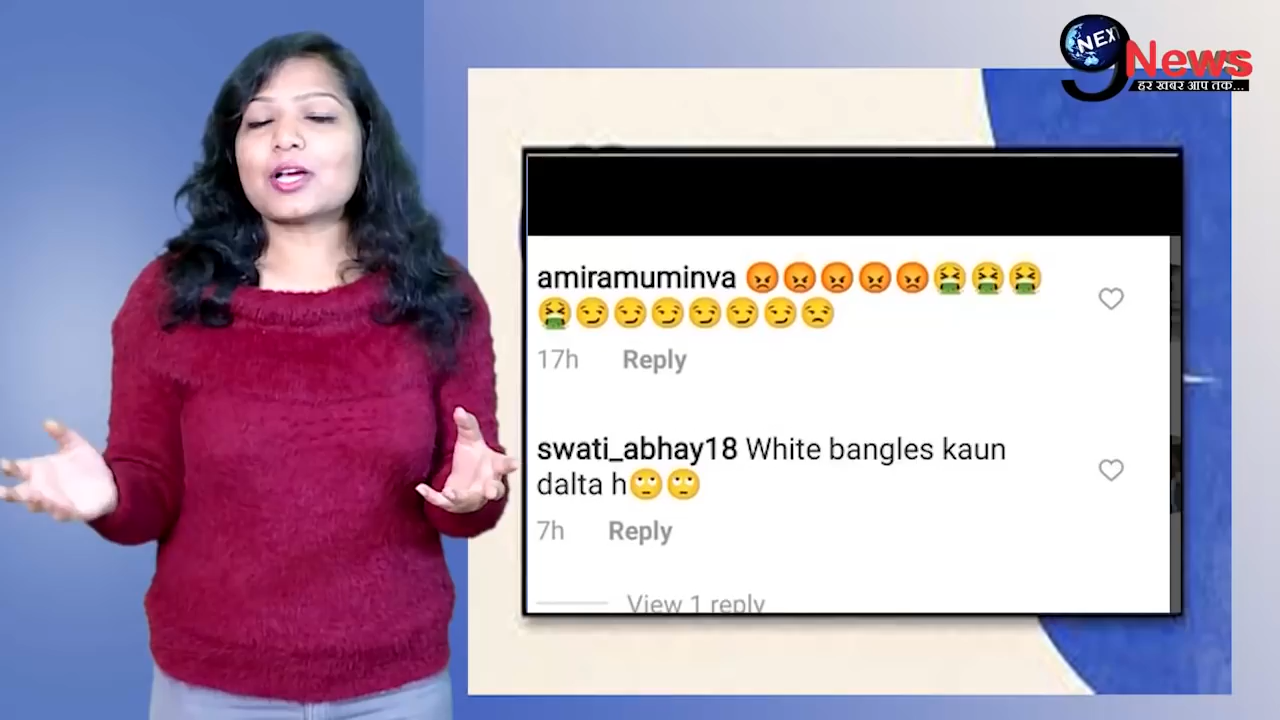 NEXT
9 News
हर खबर आप तक...
amiramuminva 😡😡😡😡😡🤮🤮🤮
🤮😏😏😏😏😏😏😒
17h Reply
swati_abhay18 White bangles kaun
dalta h🙄🙄
7h Reply
View 1 reply